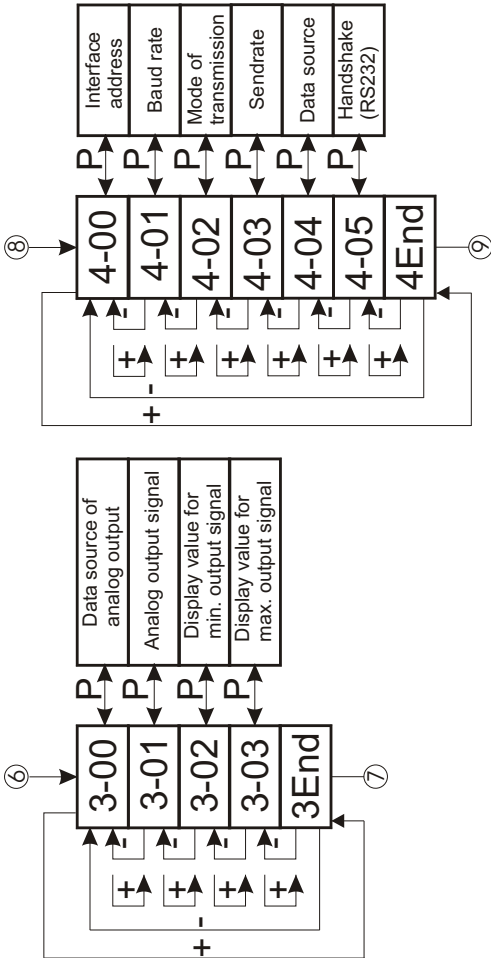 ⑧
4-00
P
Interface
address
4-01
P
Baud rate
4-02
P
Mode of
transmission
4-03
P
Sendrate
4-04
P
Data source
4-05
P
Handshake
(RS232)
4End
⑨
+ -
+ -
+ -
+ -
+ -
+ -
+ -
⑥
3-00
P
Data source of
analog output
3-01
P
Analog output signal
3-02
P
Display value for
min. output signal
3-03
P
Display value for
max. output signal
3End
⑦
+ -
+ -
+ -
+ -
+ -